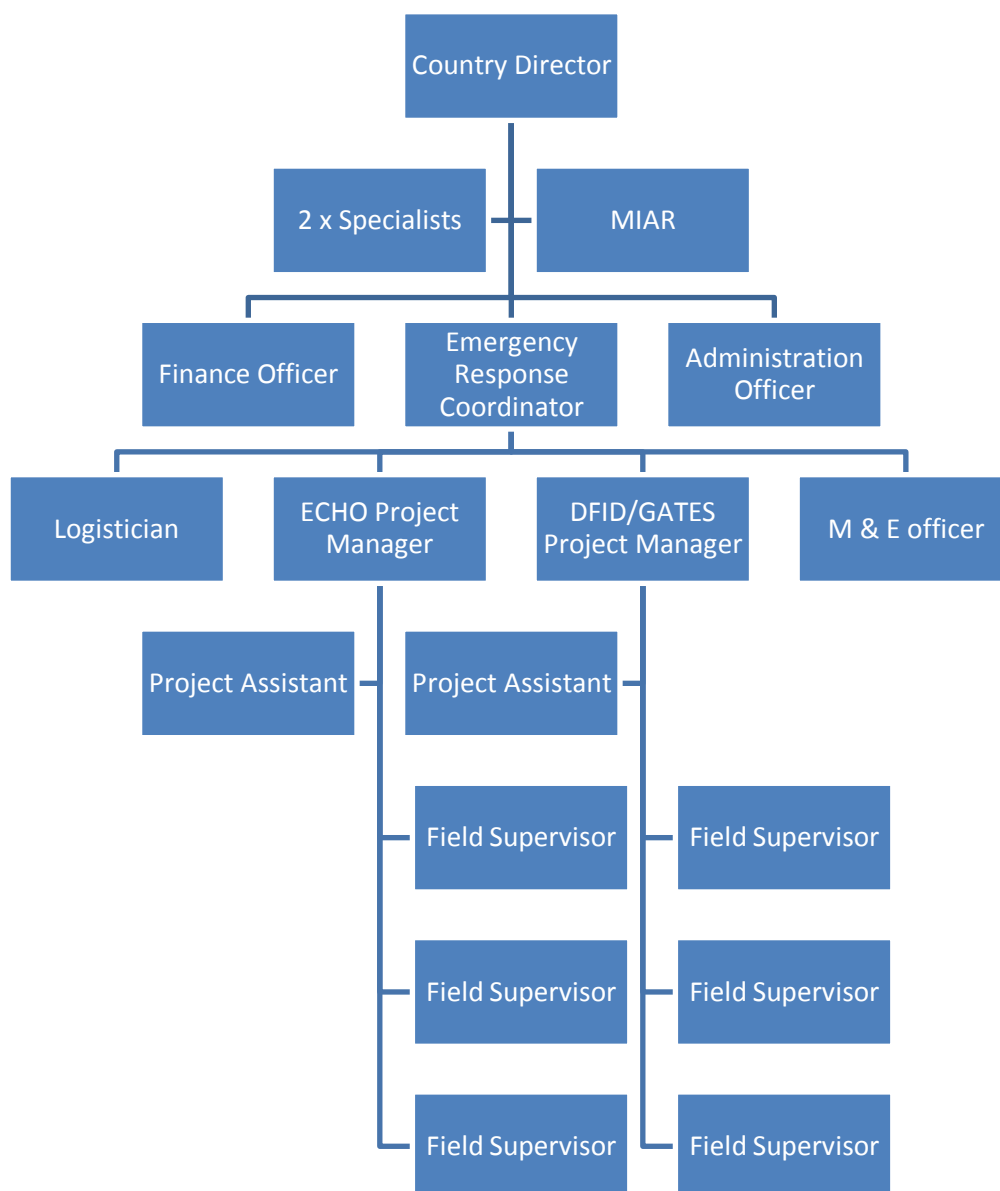 Country Director
2 x Specialists
MIAR
Finance Officer
Emergency
Response
Coordinator
Administration
Officer
Logistician
ECHO Project
Manager
DFID/GATES
Project Manager
M & E officer
Project Assistant
Project Assistant
Field Supervisor
Field Supervisor
Field Supervisor
Field Supervisor
Field Supervisor
Field Supervisor